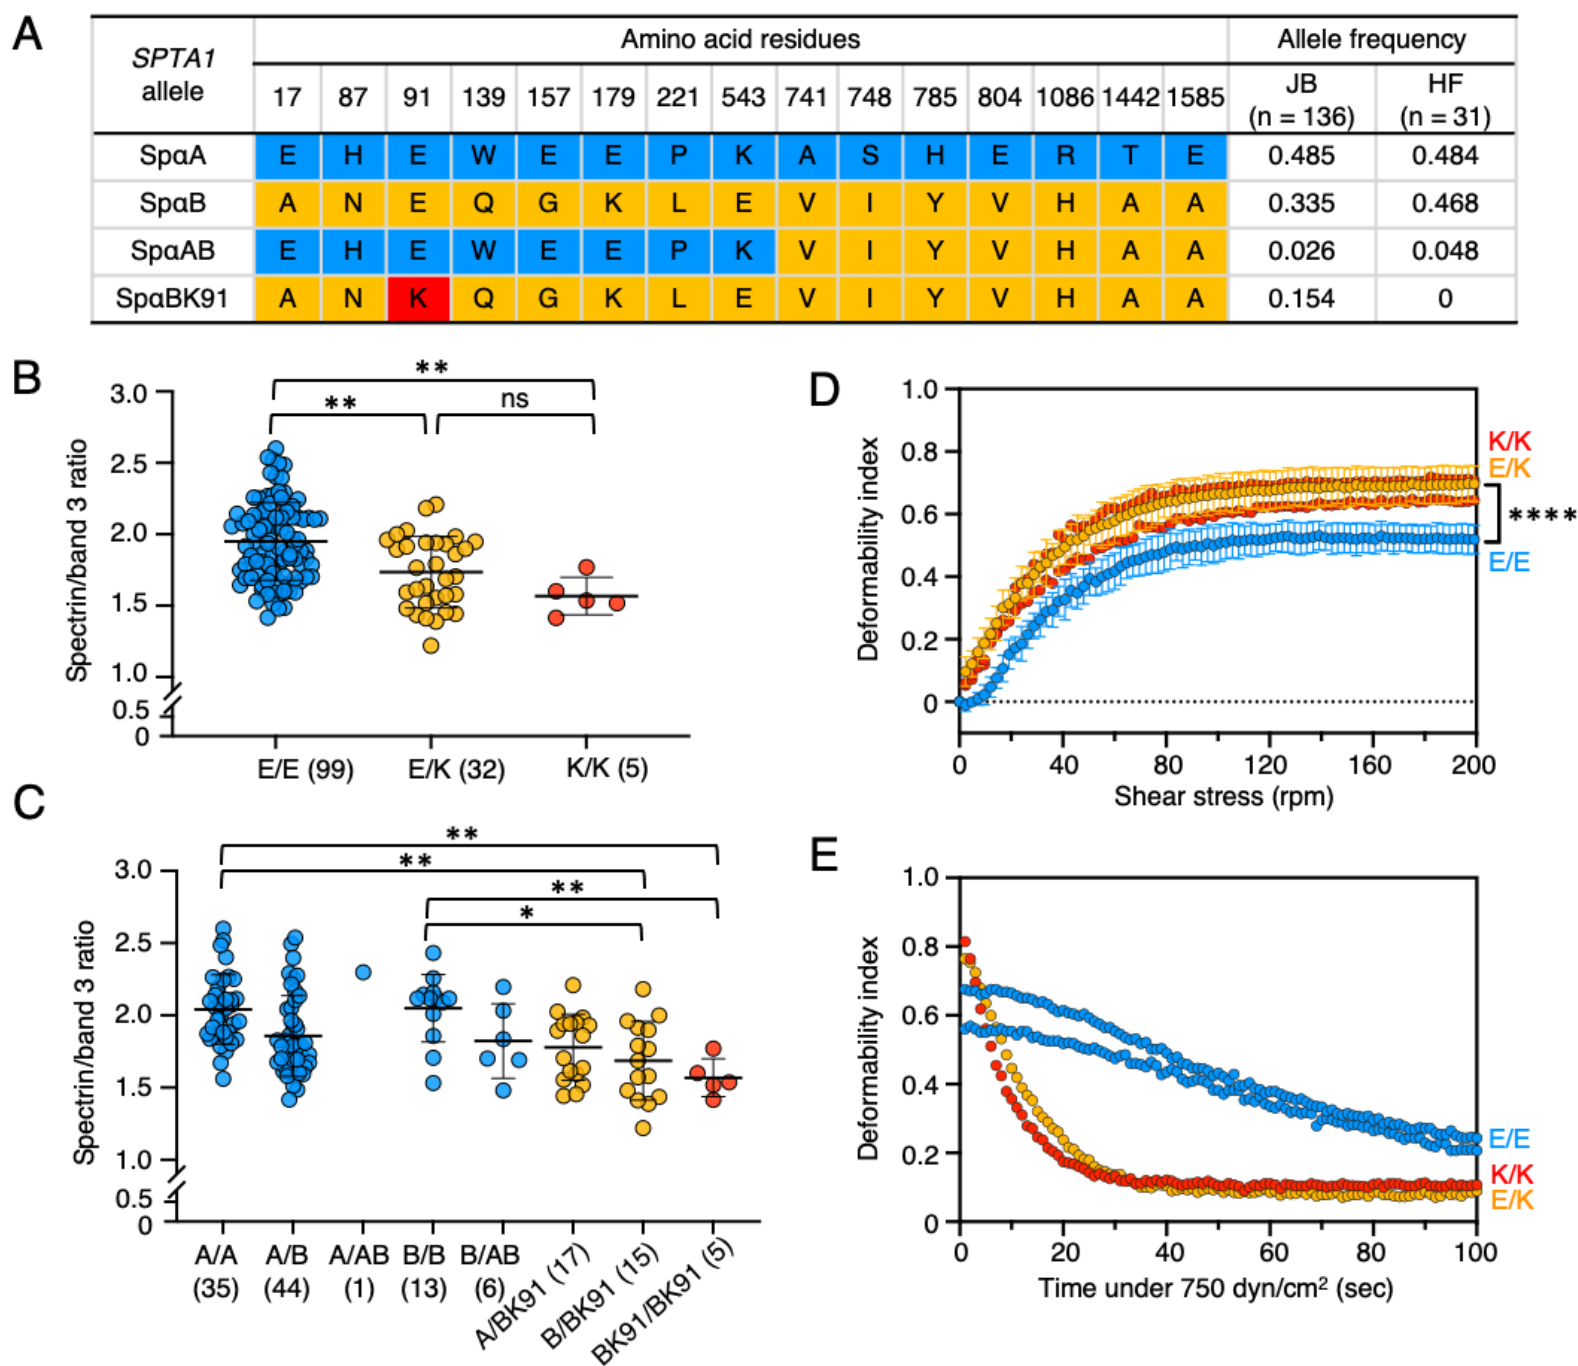 A
SPTA1 allele
Amino acid residues
Allele frequency
17 87 91 139 157 179 221 543 741 748 785 804 1086 1442 1585
JB (n = 136)
HF (n = 31)
SpαA E H E W E E P K A S H E R T E 0.485 0.484
SpαB A N E Q G K L E V I Y V H A A 0.335 0.468
SpαAB E H E W E E P K V I Y V H A A 0.026 0.048
SpαBK91 A N K Q G K L E V I Y V H A A 0.154 0
B
Spectrin/band 3 ratio
3.0
2.5
2.0
1.5
1.0
0.5
0
**
**
ns
E/E (99) E/K (32) K/K (5)
C
Spectrin/band 3 ratio
3.0
2.5
2.0
1.5
1.0
0.5
0
**
**
**
*
A/A (35)
A/B (44)
A/AB (1)
B/B (13)
B/AB (6)
A/BK91 (17)
B/BK91 (15)
BK91/BK91 (5)
D
Deformability index
1.0
0.8
0.6
0.4
0.2
0
K/K
E/K
****
E/E
0 40 80 120 160 200
Shear stress (rpm)
E
Deformability index
1.0
0.8
0.6
0.4
0.2
0
E/E
K/K
E/K
0 20 40 60 80 100
Time under 750 dyn/cm² (sec)